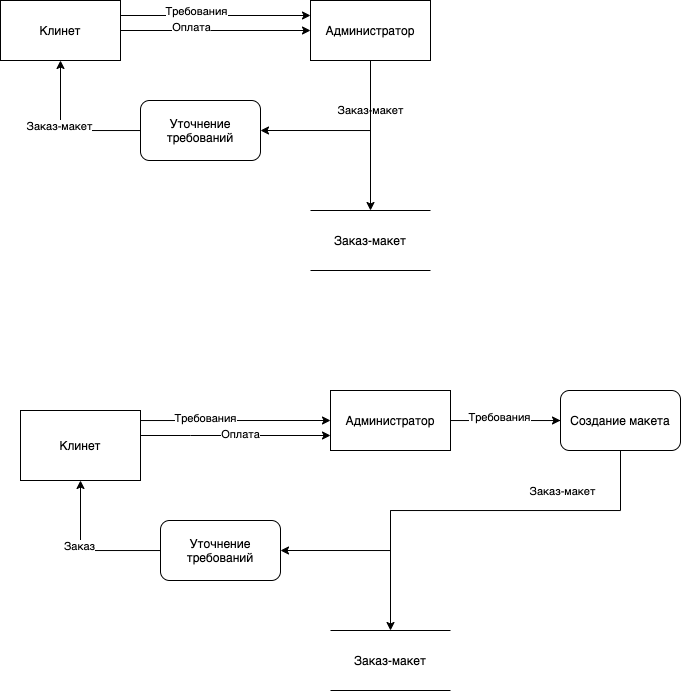 Требования
Клинет
Оплата
Администратор
Заказ-макет
Заказ-макет
Уточнение
требований
Заказ-макет
Требования
Администратор
Требования
Создание макета
Клинет
Оплата
Заказ-макет
Заказ
Уточнение
требований
Заказ-макет